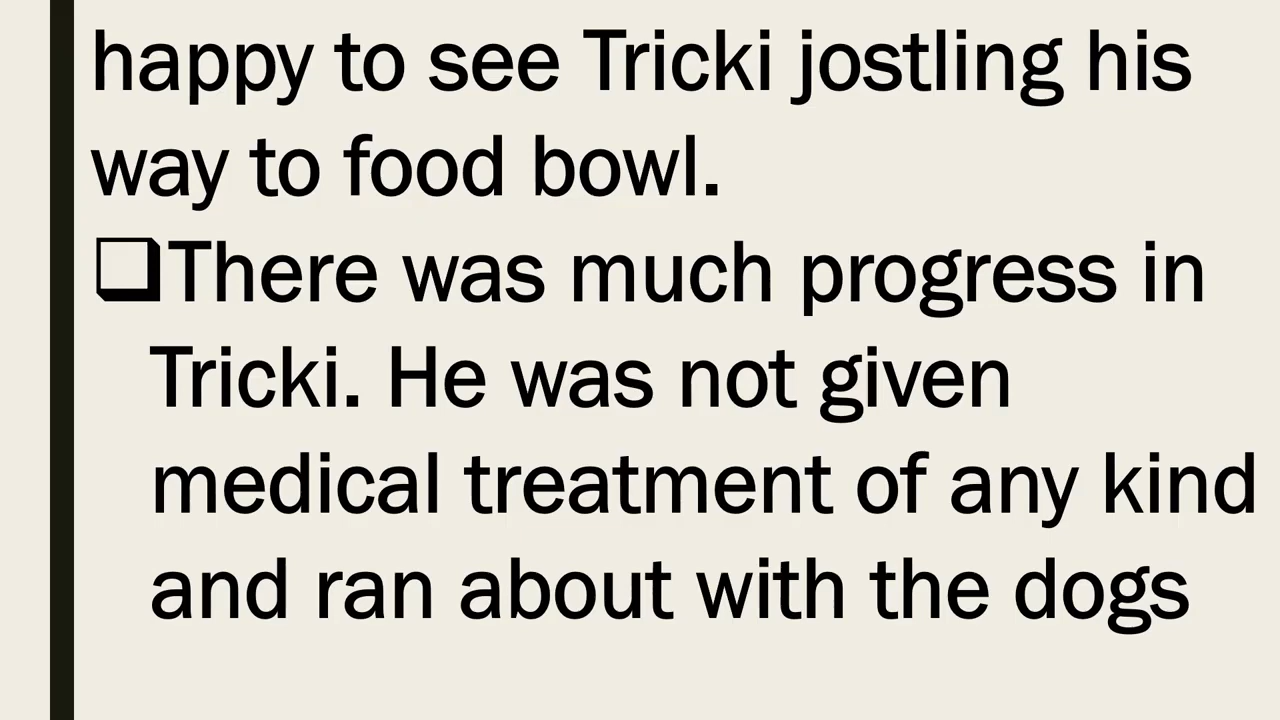 happy to see Tricki jostling his
way to food bowl.
❑There was much progress in
Tricki. He was not given
medical treatment of any kind
and ran about with the dogs